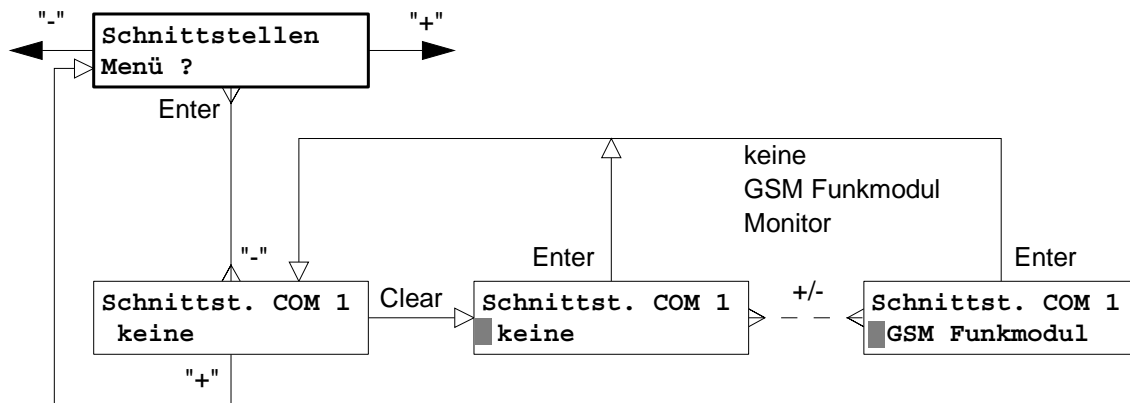 "-"
Schnittstellen
Menü ?
"+"
Enter
keine
GSM Funkmodul
Monitor
"-"
Enter
Enter
Schnittst. COM 1
keine
Clear
Schnittst. COM 1
keine
+/-
Schnittst. COM 1
GSM Funkmodul
"+"